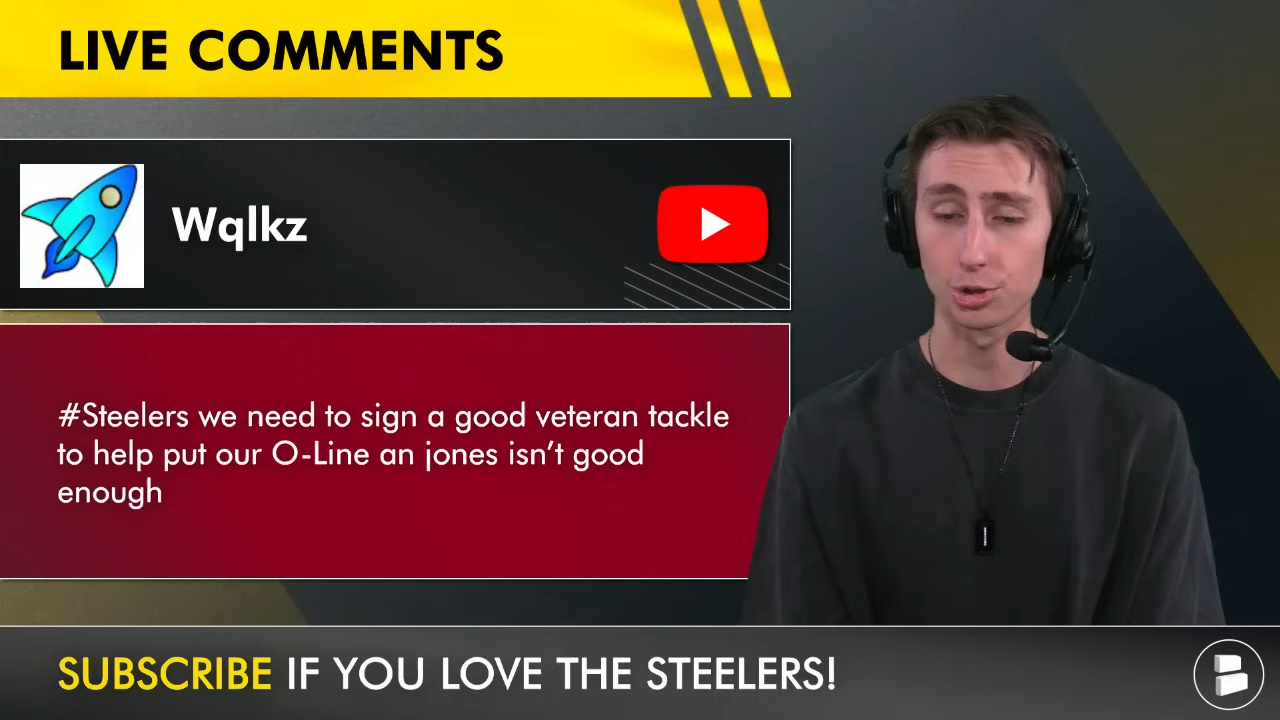 LIVE COMMENTS
Wqlkz
#Steelers we need to sign a good veteran tackle
to help put our O-Line an jones isn't good
enough
SUBSCRIBE IF YOU LOVE THE STEELERS!